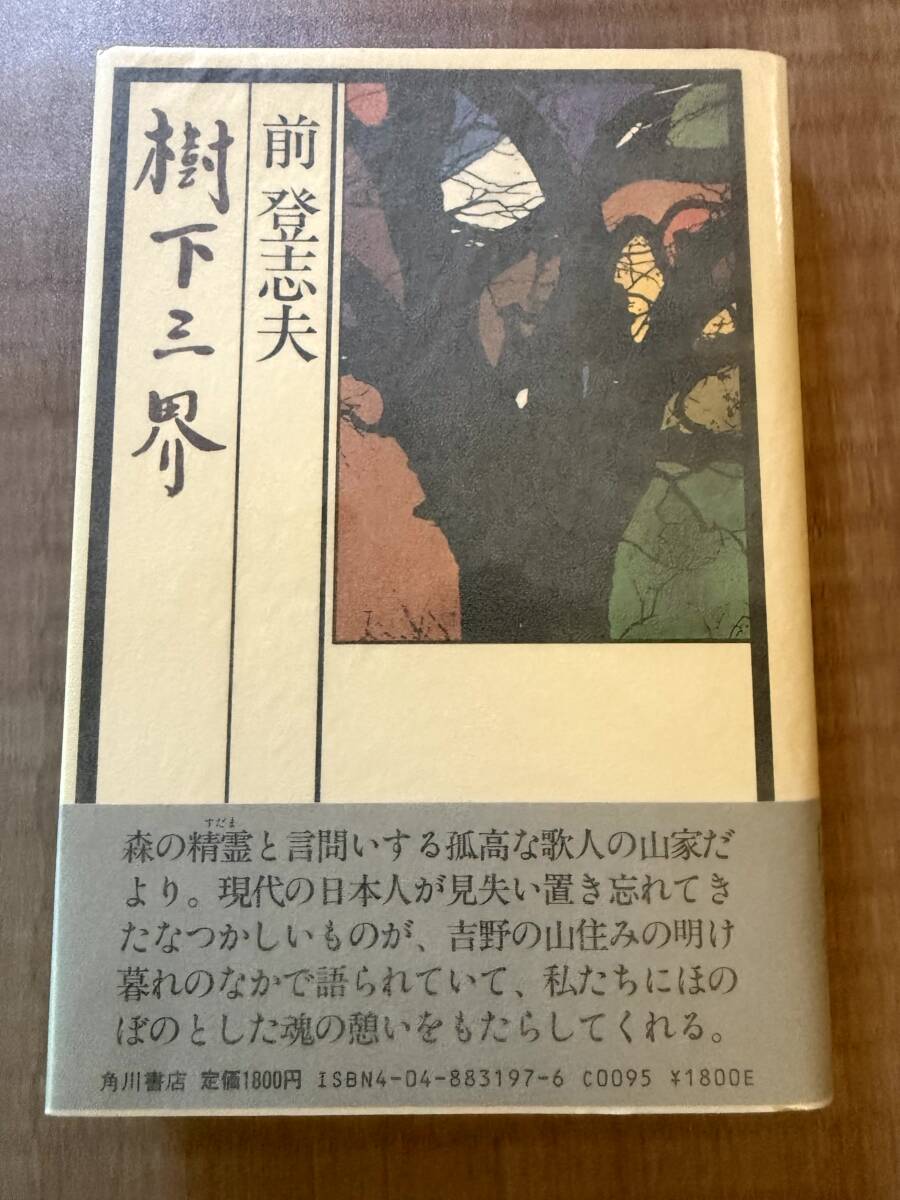 樹下三界
前登志夫
すだま
森の精霊と言問いする孤高な歌人の山家だ
より。現代の日本人が見失い置き忘れてき
たなつかしいものが、吉野の山住みの明け
暮れのなかで語られていて、私たちにほの
ぼのとした魂の憩いをもたらしてくれる。
角川書店 定価1800円 ISBN4-04-883197-6 C0095 ¥1800E